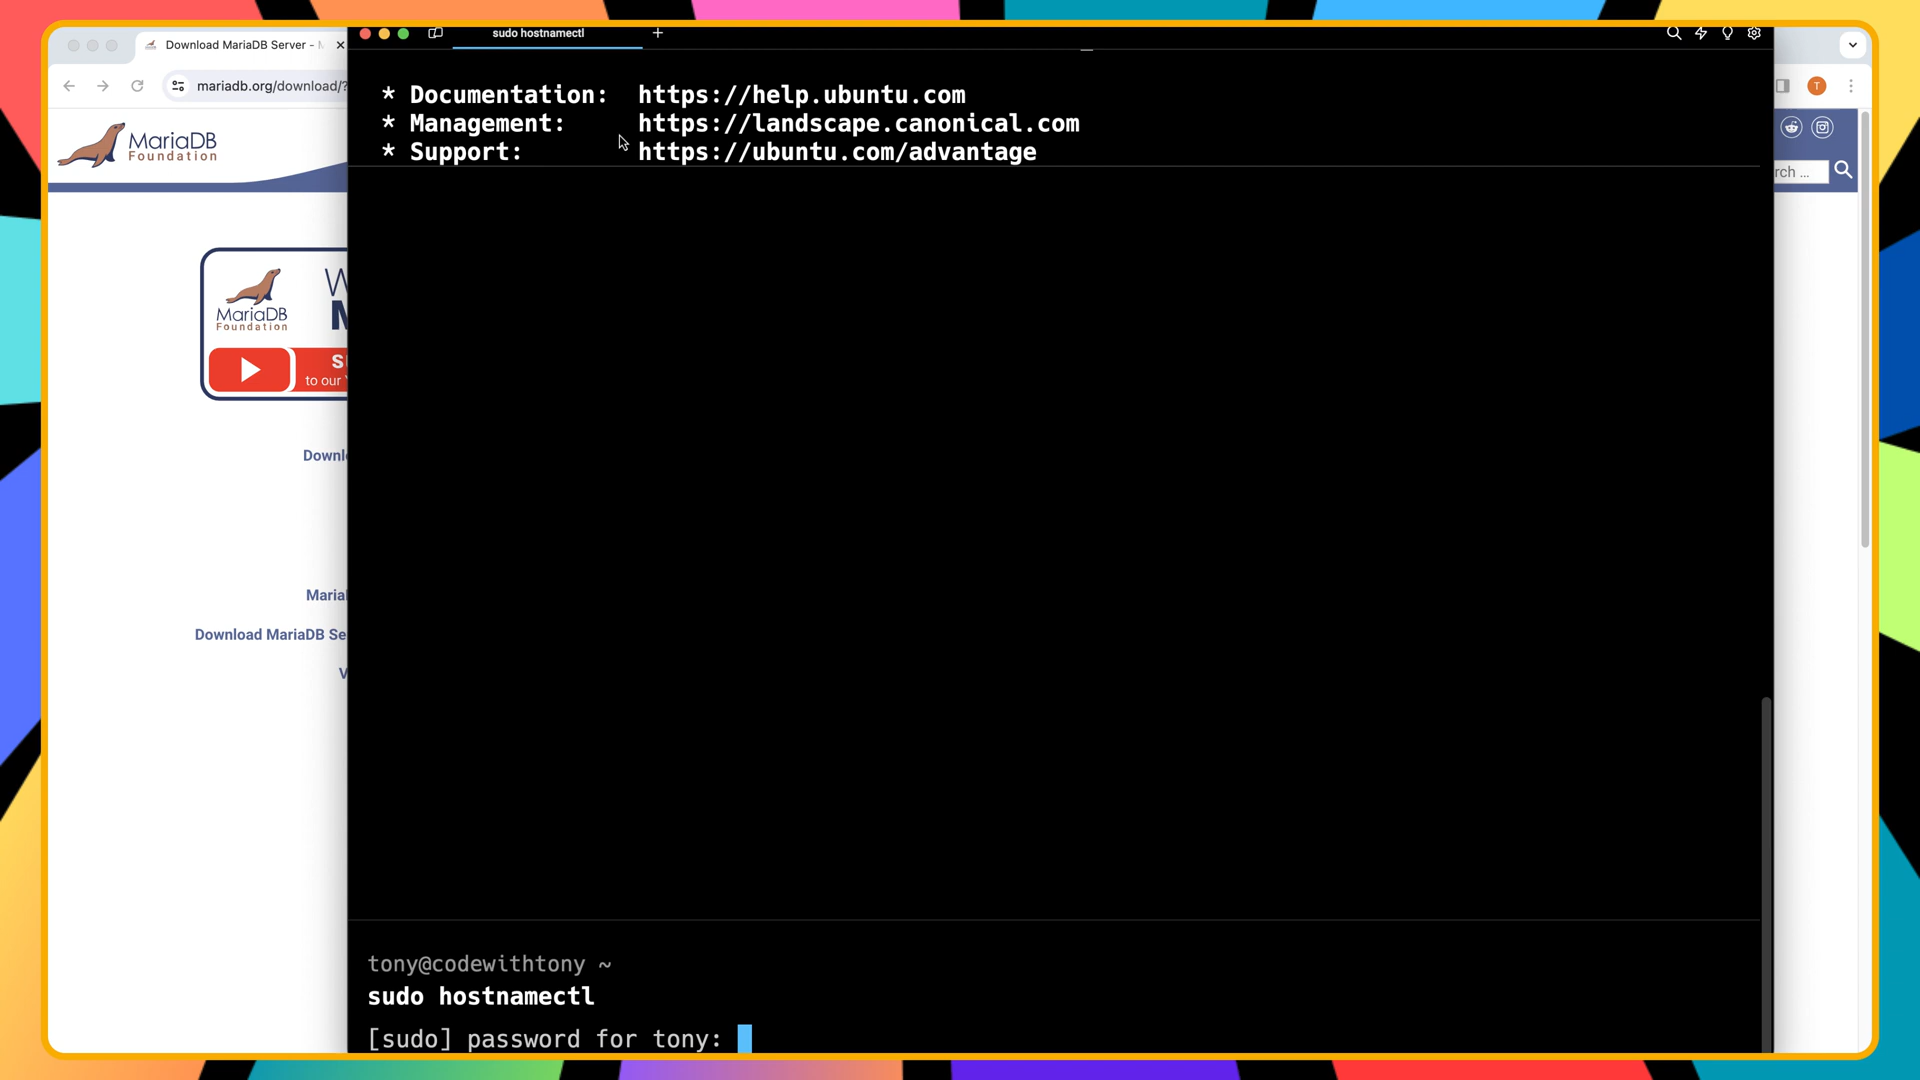 Download MariaDB Server -
sudo hostnamectl
mariadb.org/download/?
T
MariaDB
Foundation
rch ...
* Documentation: https://help.ubuntu.com
* Management: https://landscape.canonical.com
* Support: https://ubuntu.com/advantage
MariaDB
Foundation
to our
tony@codewithtony ~
sudo hostnamectl
[sudo] password for tony:
Download MariaDB Se